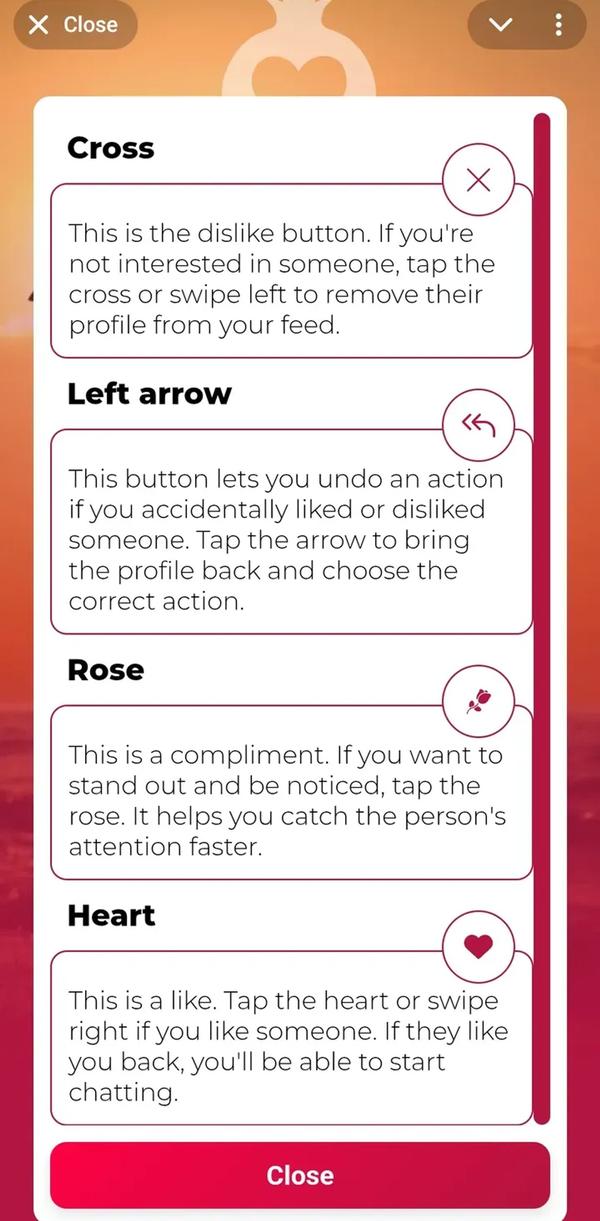 Close
Cross
This is the dislike button. If you're
not interested in someone, tap the
cross or swipe left to remove their
profile from your feed.
Left arrow
This button lets you undo an action
if you accidentally liked or disliked
someone. Tap the arrow to bring
the profile back and choose the
correct action.
Rose
This is a compliment. If you want to
stand out and be noticed, tap the
rose. It helps you catch the person's
attention faster.
Heart
This is a like. Tap the heart or swipe
right if you like someone. If they like
you back, you'll be able to start
chatting.
Close